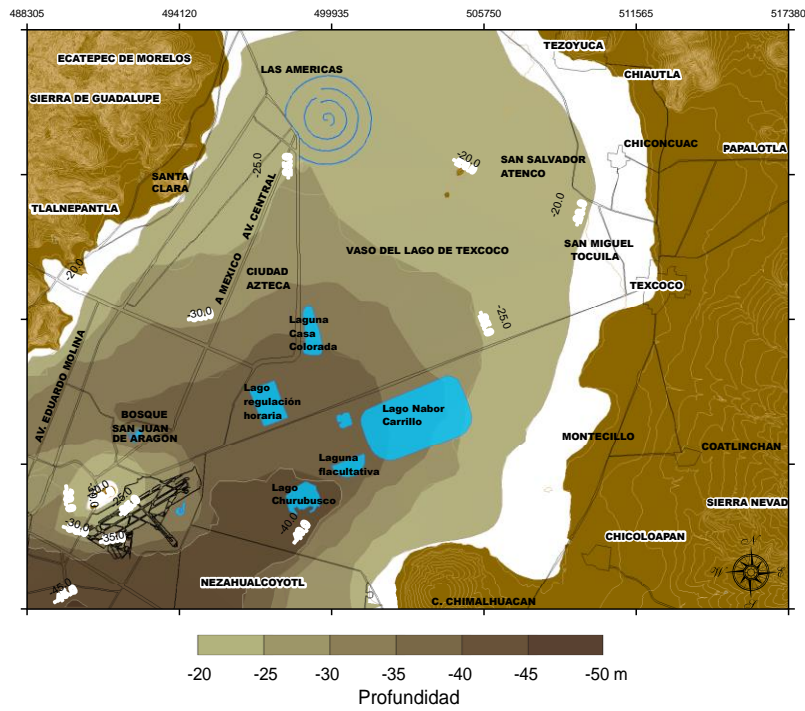 488305 494120 499935 505750 511565 517380
ECATEPEC DE MORELOS
TEZOYUCA
LAS AMERICAS
CHIAUTLA
SIERRA DE GUADALUPE
CHICONCUAC
PAPALOTLA
-25.0
-20.0
SAN SALVADOR
ATENCO
SANTA
CLARA
TLALNEPANTLA
A MEXICO AV. CENTRAL
-20.0
VASO DEL LAGO DE TEXCOCO
SAN MIGUEL
TOCUILA
-20.0
CIUDAD
AZTECA
TEXCOCO
-30.0
-25.0
Laguna
Casa
Colorada
AV. EDUARDO MOLINA
Lago
regulación
horaria
Lago Nabor
Carrillo
BOSQUE
SAN JUAN
DE ARAGÓN
MONTECILLO
COATLINCHAN
Laguna
flacultativa
Lago
Churubusco
-25.0
-30.0
-35.0
-40.0
SIERRA NEVAD
CHICOLOAPAN
N
W E
S
-45.0
NEZAHUALCOYOTL
C. CHIMALHUACAN
-20 -25 -30 -35 -40 -45 -50 m
Profundidad